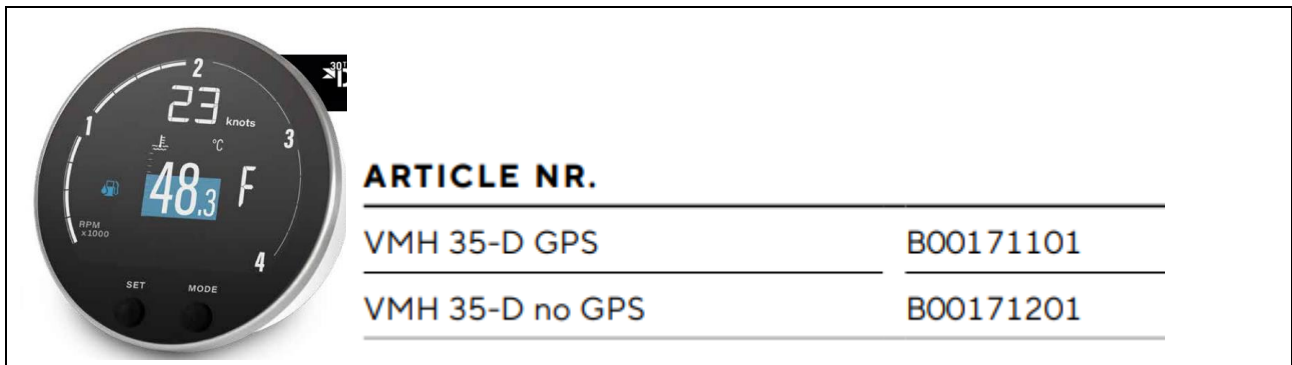 2
30
23 knots
1
3
°C
48.3 F
RPM
x1000
4
SET MODE
ARTICLE NR.
VMH 35-D GPS B00171101
VMH 35-D no GPS B00171201